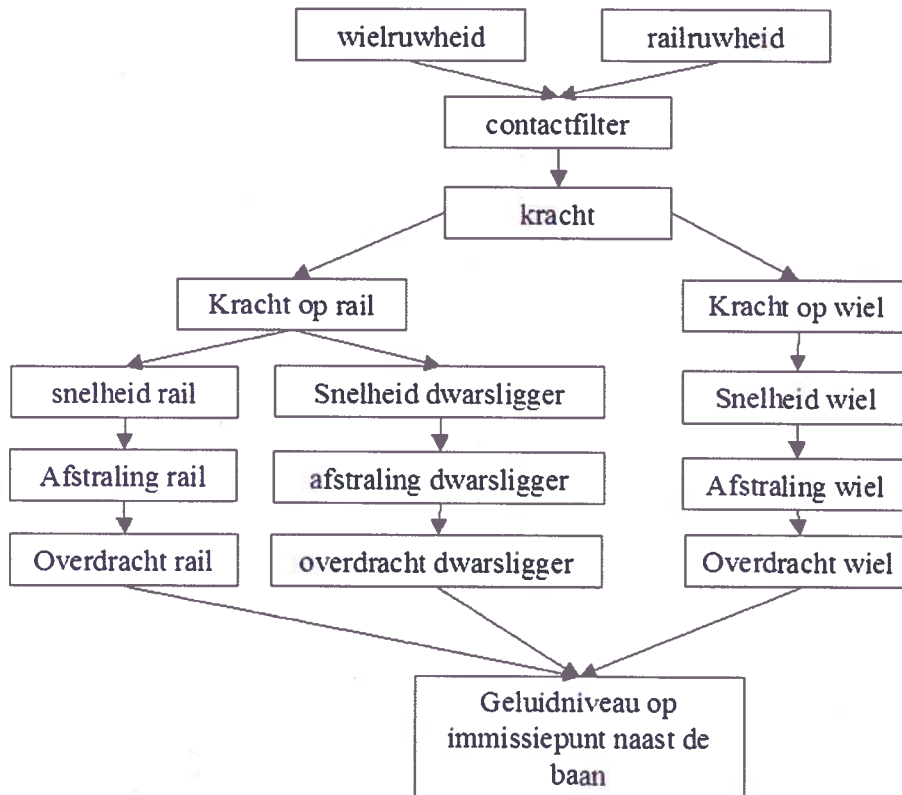 wielruwheid
railruwheid
contactfilter
kracht
Kracht op rail
Kracht op wiel
snelheid rail
Snelheid dwarsligger
Snelheid wiel
Afstraling rail
afstraling dwarsligger
Afstraling wiel
Overdracht rail
overdracht dwarsligger
Overdracht wiel
Geluidniveau op
immissiepunt naast de
baan